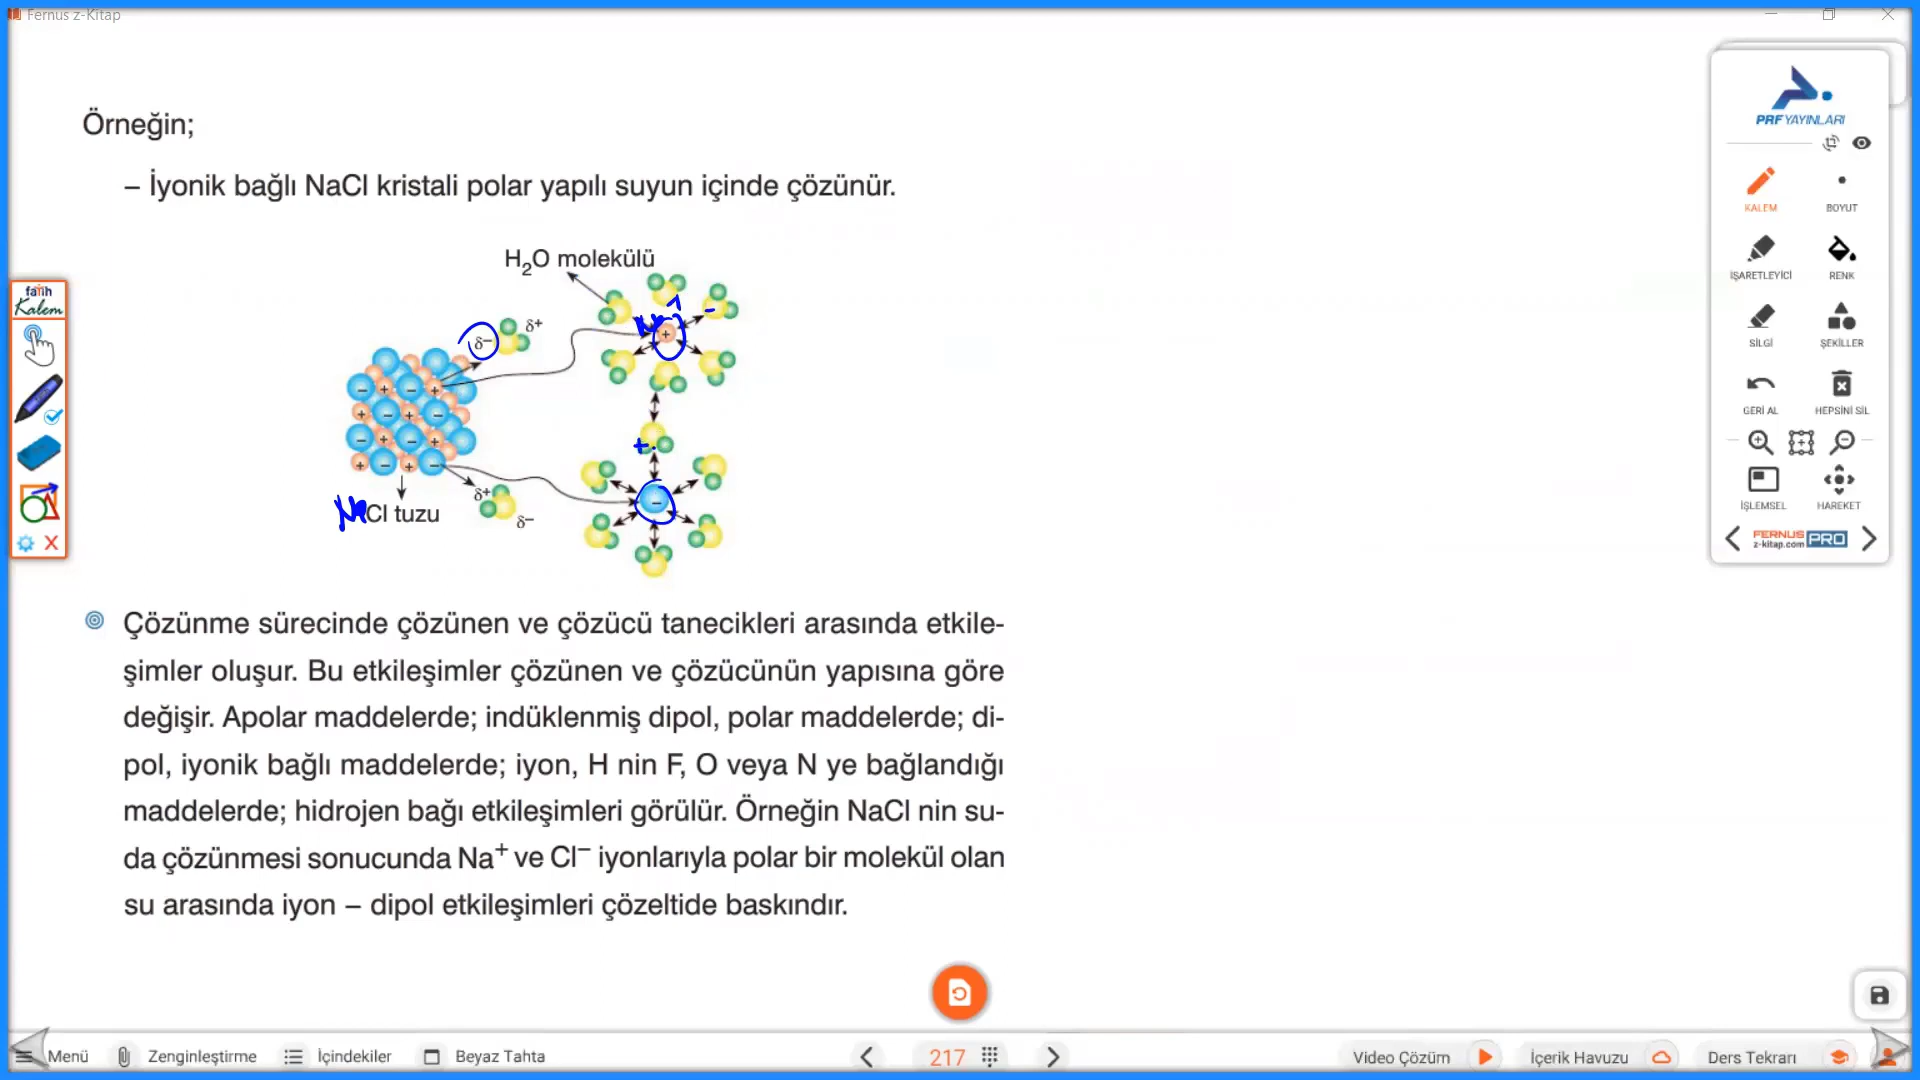 Fernus z-Kitap
Örneğin;
– İyonik bağlı NaCl kristali polar yapılı suyun içinde çözünür.
H₂O molekülü
δ−
δ+
δ+
δ−
NaCl tuzu
Çözünme sürecinde çözünen ve çözücü tanecikleri arasında etkile-
şimler oluşur. Bu etkileşimler çözünen ve çözücünün yapısına göre
değişir. Apolar maddelerde; indüklenmiş dipol, polar maddelerde; di-
pol, iyonik bağlı maddelerde; iyon, H nin F, O veya N ye bağlandığı
maddelerde; hidrojen bağı etkileşimleri görülür. Örneğin NaCl nin su-
da çözünmesi sonucunda Na⁺ ve Cl⁻ iyonlarıyla polar bir molekül olan
su arasında iyon – dipol etkileşimleri çözeltide baskındır.
fatih
Kalem
PRF YAYINLARI
KALEM BOYUT
İŞARETLEYİCİ RENK
SİLGİ ŞEKİLLER
GERİ AL HEPSİNİ SİL
İŞLEMSEL HAREKET
FERNUS
z-kitap.com PRO
Menü Zenginleştirme İçindekiler Beyaz Tahta 217 Video Çözüm İçerik Havuzu Ders Tekrarı